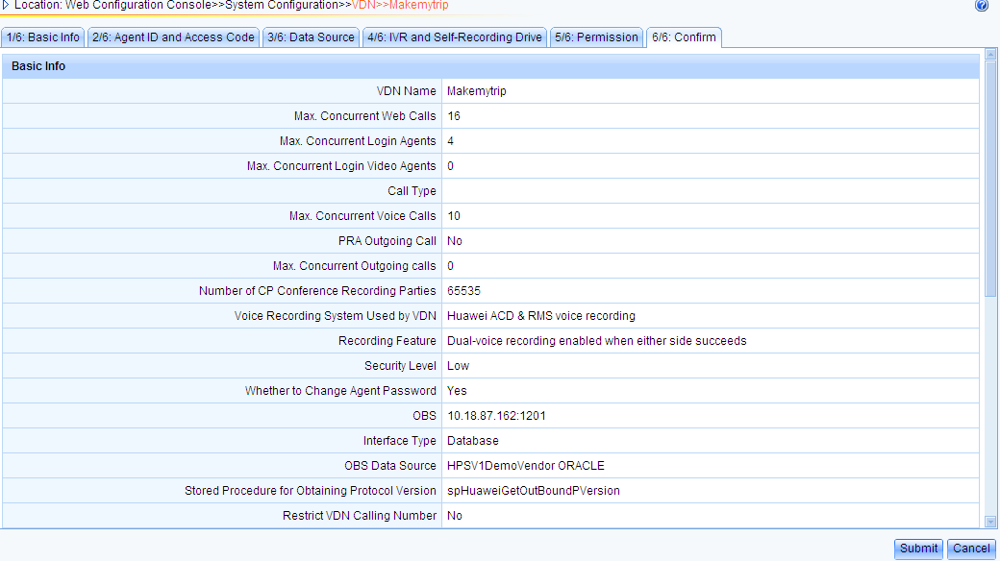 Location: Web Configuration Console>>System Configuration>>VDN>>Makemytrip
1/6: Basic Info 2/6: Agent ID and Access Code 3/6: Data Source 4/6: IVR and Self-Recording Drive 5/6: Permission 6/6: Confirm
Basic Info
VDN Name Makemytrip
Max. Concurrent Web Calls 16
Max. Concurrent Login Agents 4
Max. Concurrent Login Video Agents 0
Call Type
Max. Concurrent Voice Calls 10
PRA Outgoing Call No
Max. Concurrent Outgoing calls 0
Number of CP Conference Recording Parties 65535
Voice Recording System Used by VDN Huawei ACD & RMS voice recording
Recording Feature Dual-voice recording enabled when either side succeeds
Security Level Low
Whether to Change Agent Password Yes
OBS 10.18.87.162:1201
Interface Type Database
OBS Data Source HPSV1DemoVendor ORACLE
Stored Procedure for Obtaining Protocol Version spHuaweiGetOutBoundPVersion
Restrict VDN Calling Number No
Submit Cancel